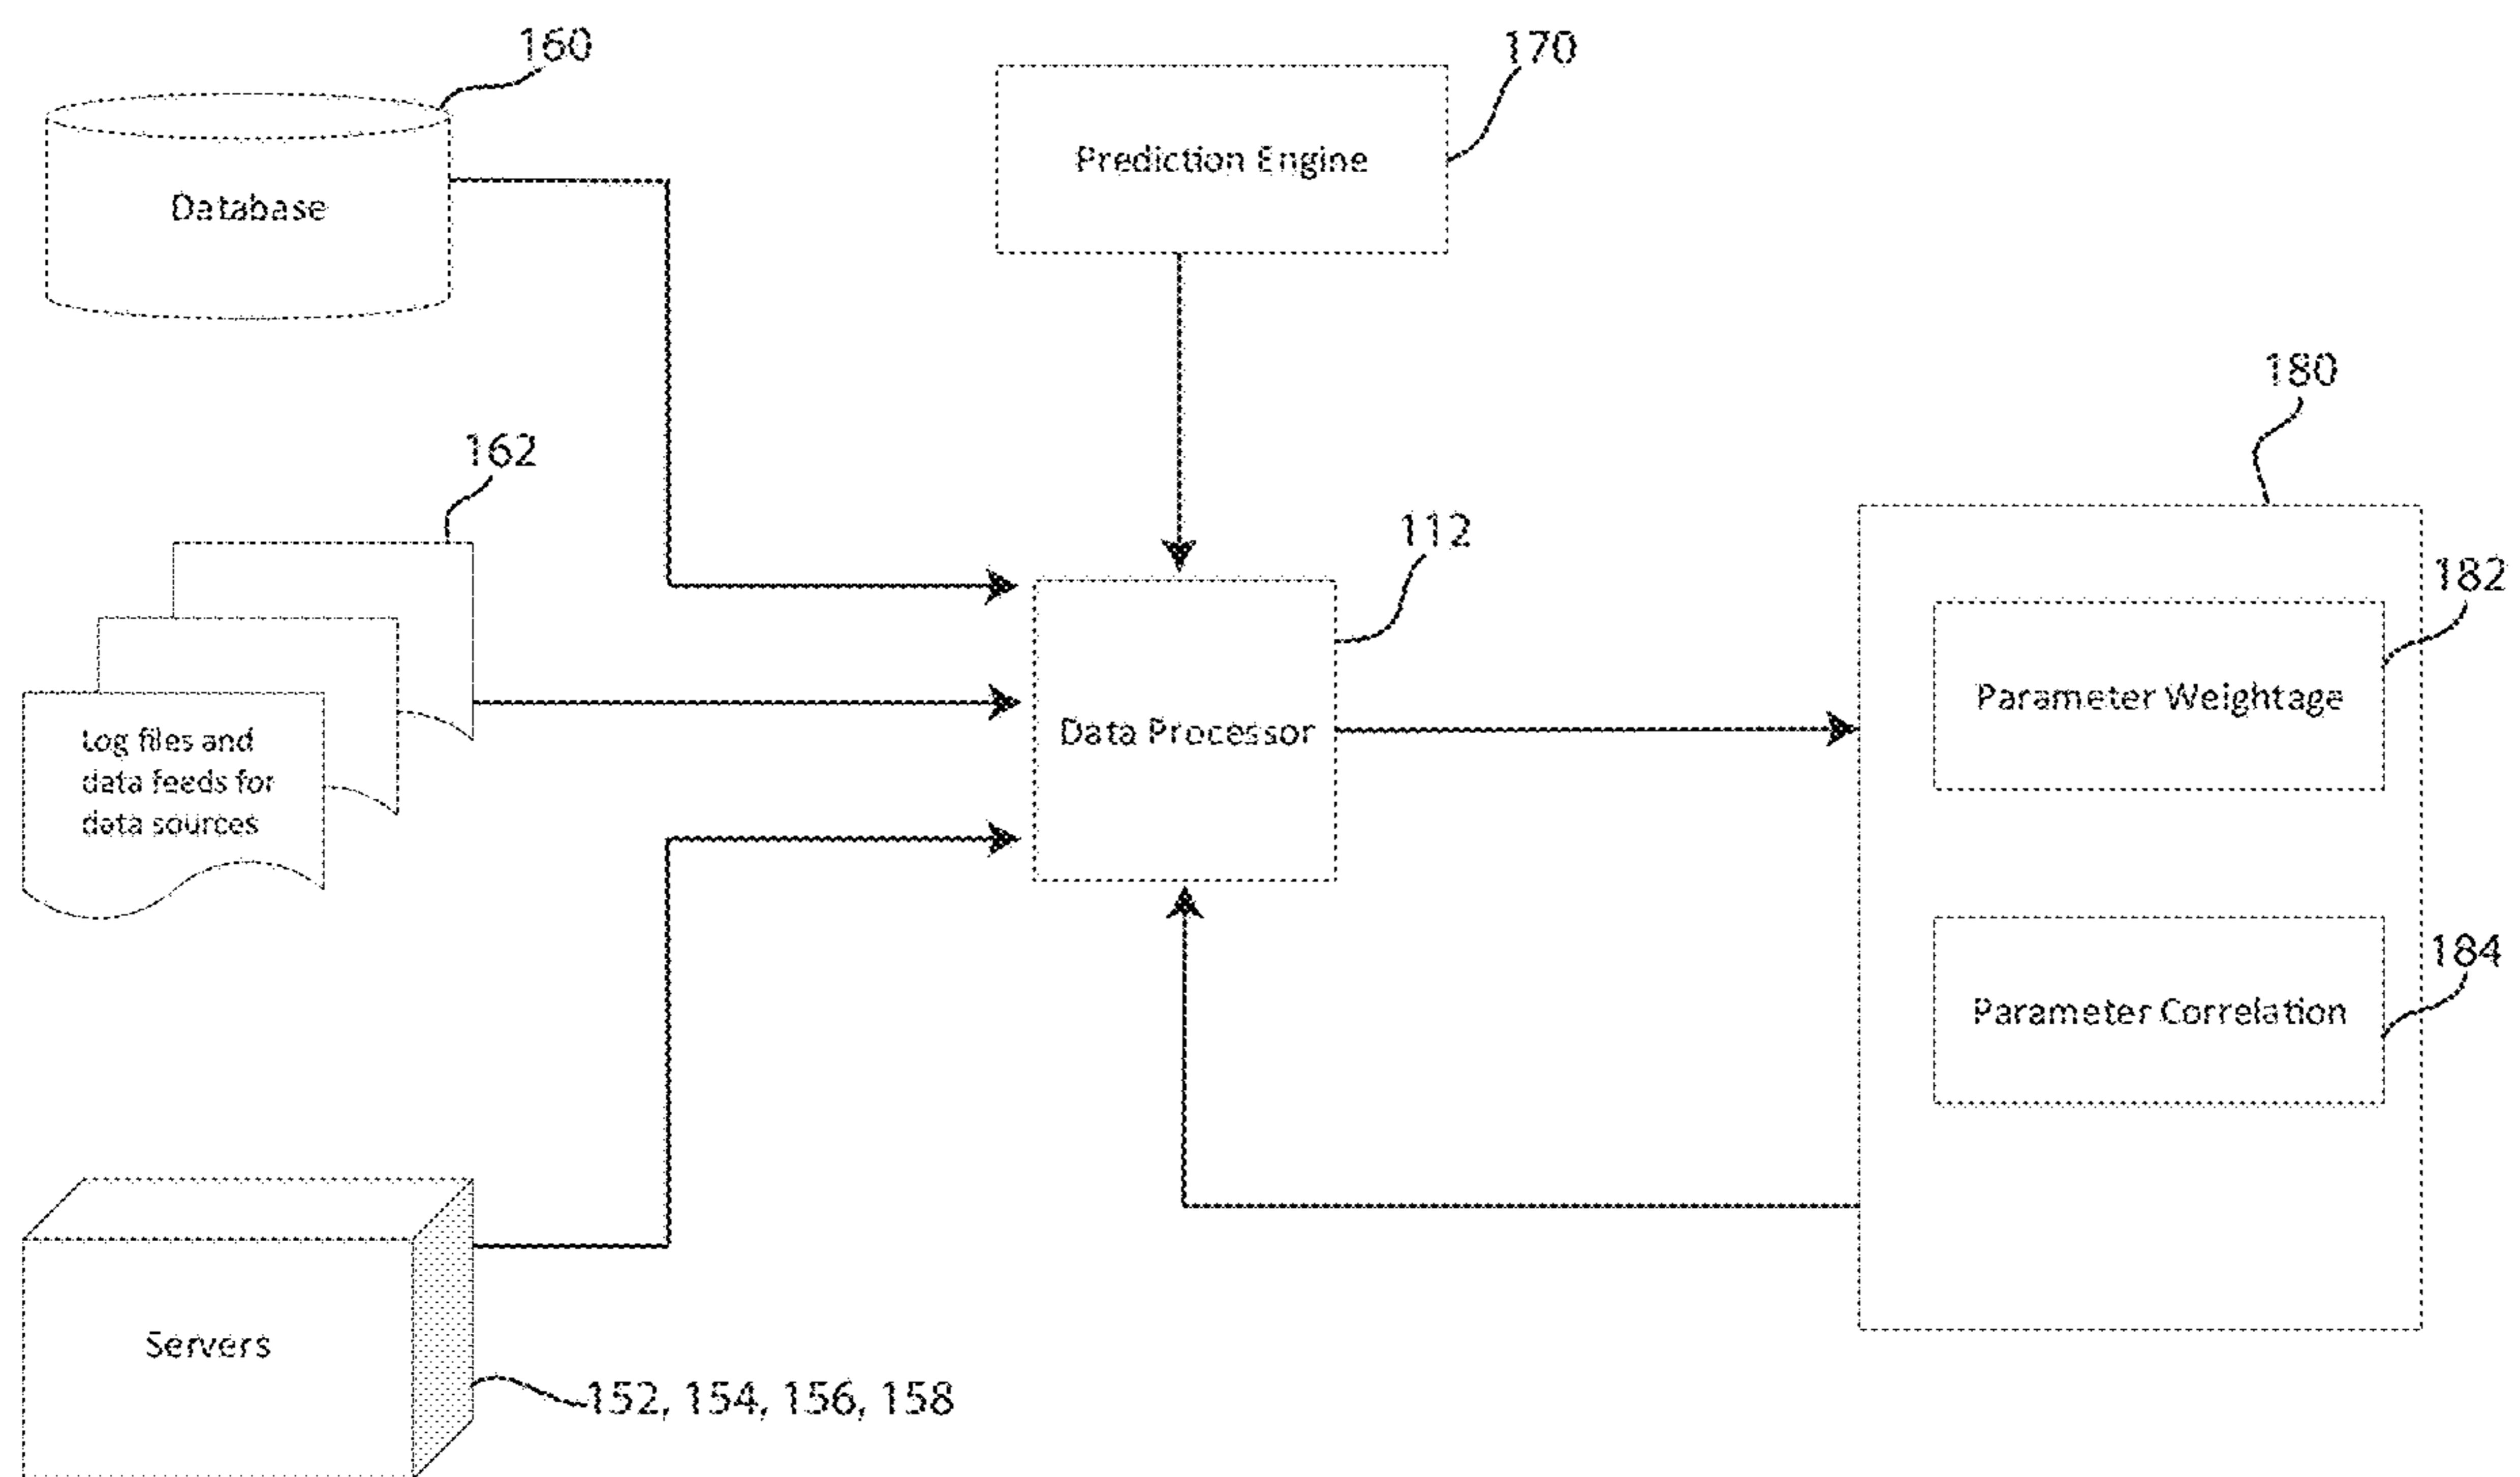 160
170
Prediction Engine
Database
180
162
112
182
Parameter Weightage
Data Processor
Log files and
data feeds for
data sources
184
Parameter Correlation
Servers
152, 154, 156, 158